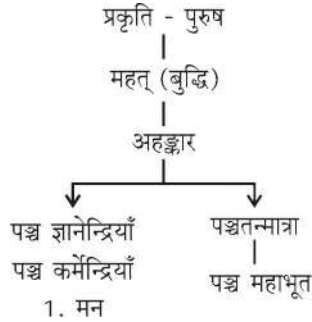 प्रकृति - पुरुष
महत् (बुद्धि)
अहङ्कार
पञ्च ज्ञानेन्द्रियाँ
पञ्च कर्मेन्द्रियाँ
1. मन
पञ्चतन्मात्रा
पञ्च महाभूत